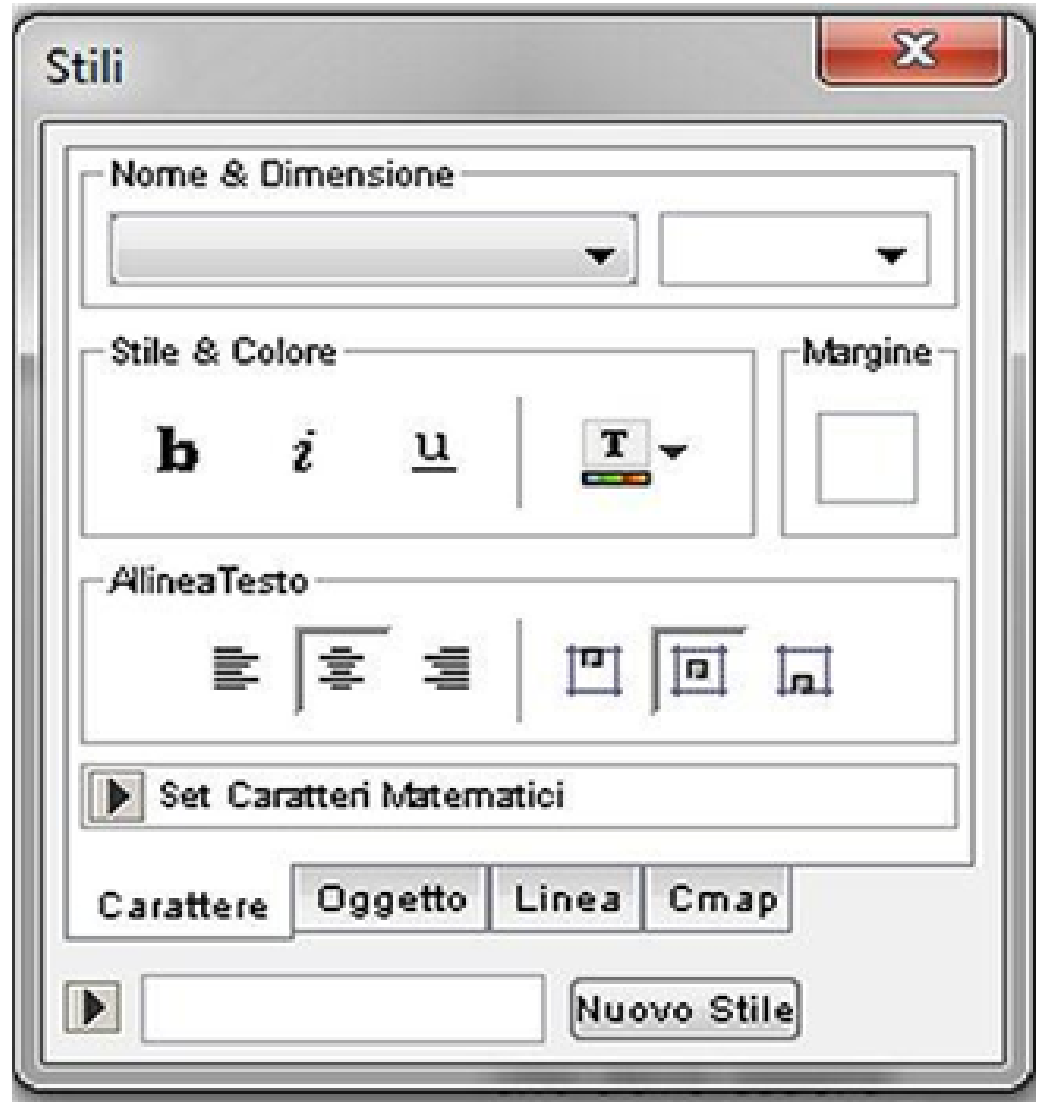 Stili
Nome & Dimensione
Stile & Colore
Margine
b i u T
AllineaTesto
Set Caratteri Matematici
Carattere Oggetto Linea Cmap
Nuovo Stile